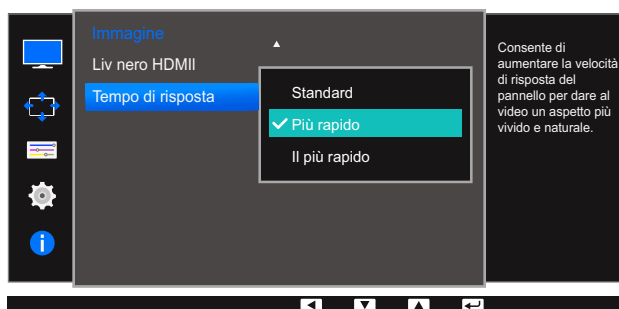 Immagine
Liv nero HDMII
Tempo di risposta
Standard
Più rapido
Il più rapido
Consente di
aumentare la velocità
di risposta del
pannello per dare al
video un aspetto più
vivido e naturale.